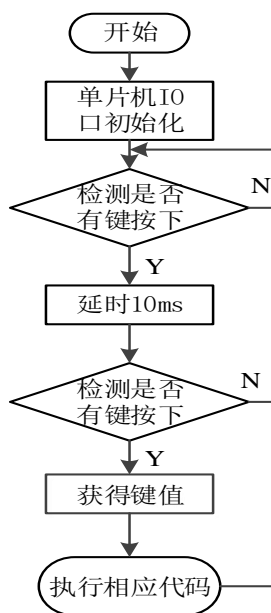 开始
单片机IO
口初始化
检测是否
有键按下
N
Y
延时10ms
检测是否
有键按下
N
Y
获得键值
执行相应代码